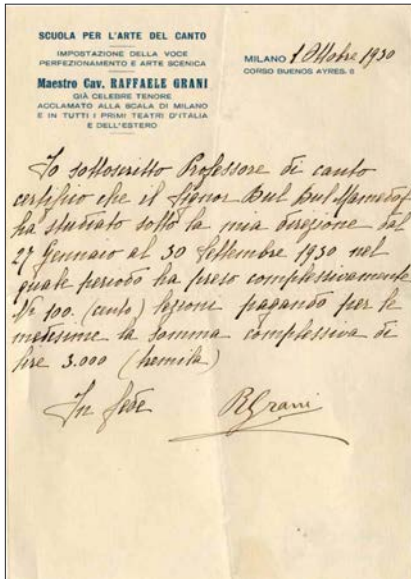 SCUOLA PER L'ARTE DEL CANTO
IMPOSTAZIONE DELLA VOCE
PERFEZIONAMENTO E ARTE SCENICA
Maestro Cav. RAFFAELE GRANI
GIÀ CELEBRE TENORE
ACCLAMATO ALLA SCALA DI MILANO
E IN TUTTI I PRIMI TEATRI D'ITALIA
E DELL'ESTERO
MILANO 1 Ottobre 1930
CORSO BUENOS AYRES, 8
Io sottoscritto Professore di canto
certifico che il Signor Bul Bul Mamedof
ha studiato sotto la mia direzione dal
27 Gennaio al 30 Settembre 1930 nel
quale periodo ha preso complessivamente
N° 100. (cento) lezioni pagando per le
medesime la somma complessiva di
lire 3.000 (tremila)
In fede
R Grani